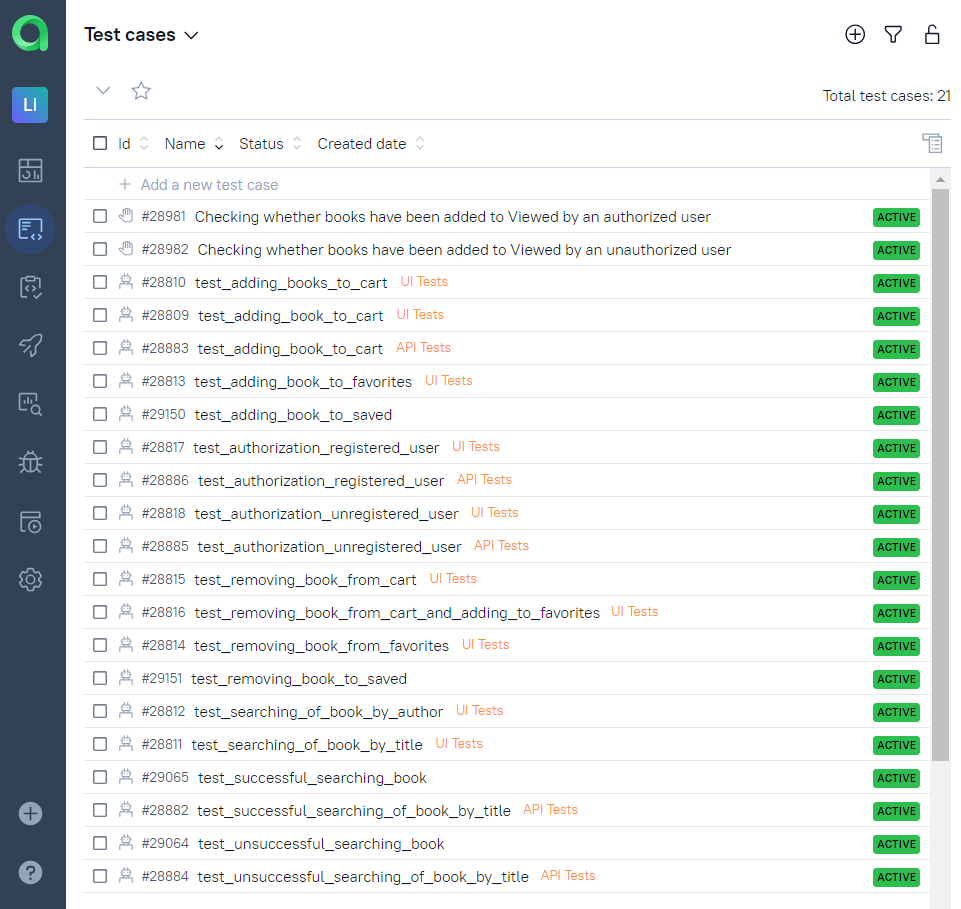 Test cases
LI
Total test cases: 21
Id Name Status Created date
+ Add a new test case
#28981 Checking whether books have been added to Viewed by an authorized user ACTIVE
#28982 Checking whether books have been added to Viewed by an unauthorized user ACTIVE
#28810 test_adding_books_to_cart UI Tests ACTIVE
#28809 test_adding_book_to_cart UI Tests ACTIVE
#28883 test_adding_book_to_cart API Tests ACTIVE
#28813 test_adding_book_to_favorites UI Tests ACTIVE
#29150 test_adding_book_to_saved ACTIVE
#28817 test_authorization_registered_user UI Tests ACTIVE
#28886 test_authorization_registered_user API Tests ACTIVE
#28818 test_authorization_unregistered_user UI Tests ACTIVE
#28885 test_authorization_unregistered_user API Tests ACTIVE
#28815 test_removing_book_from_cart UI Tests ACTIVE
#28816 test_removing_book_from_cart_and_adding_to_favorites UI Tests ACTIVE
#28814 test_removing_book_from_favorites UI Tests ACTIVE
#29151 test_removing_book_to_saved ACTIVE
#28812 test_searching_of_book_by_author UI Tests ACTIVE
#28811 test_searching_of_book_by_title UI Tests ACTIVE
#29065 test_successful_searching_book ACTIVE
#28882 test_successful_searching_of_book_by_title API Tests ACTIVE
#29064 test_unsuccessful_searching_book ACTIVE
#28884 test_unsuccessful_searching_of_book_by_title API Tests ACTIVE